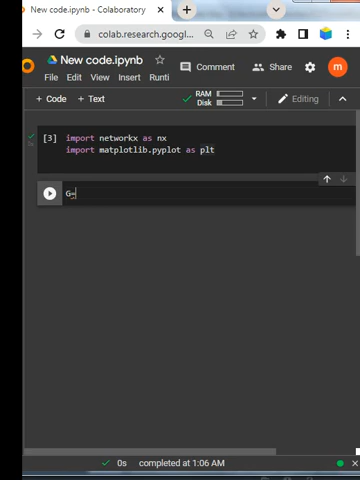 New code.ipynb - Colaboratory
colab.research.goog...
New code.ipynb
File Edit View Insert Runti
Comment Share m
+ Code + Text RAM Disk Editing
[3] import networkx as nx
import matplotlib.pyplot as plt
G=
0s completed at 1:06 AM